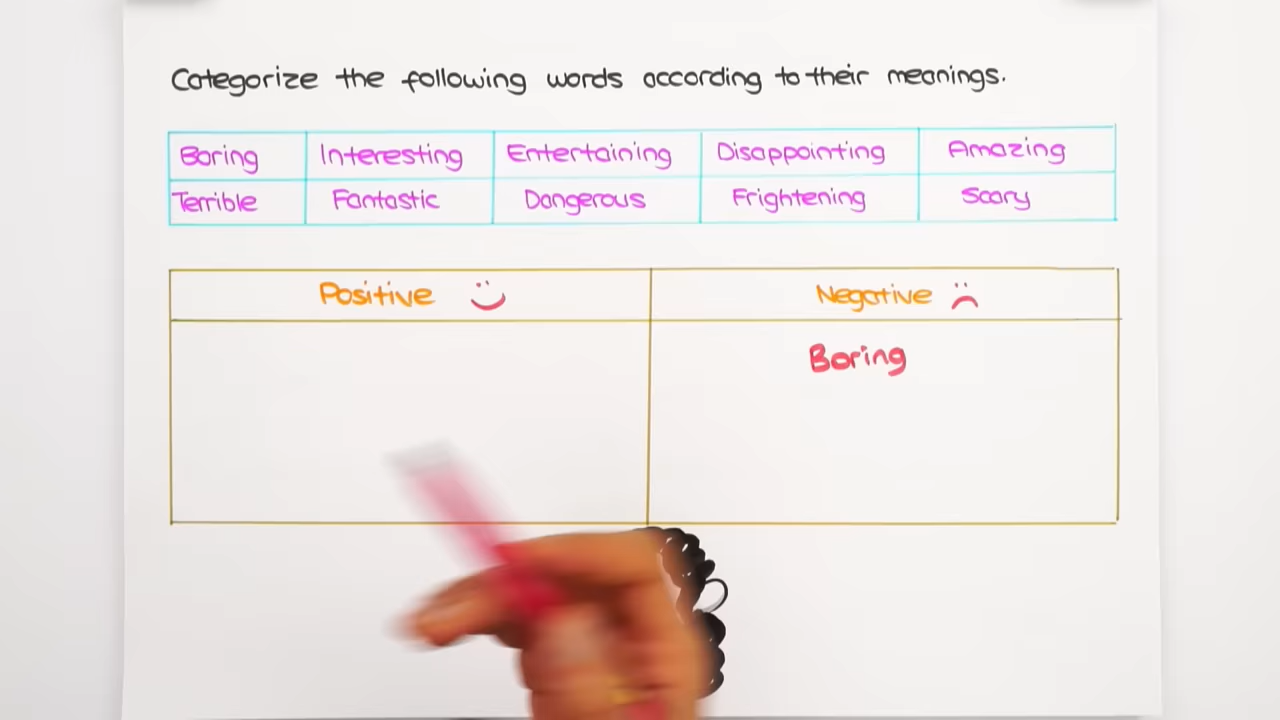 Categorize the following words according to their meanings.
Boring Interesting Entertaining Disappointing Amazing
Terrible Fantastic Dangerous Frightening Scary
Positive Negative
Boring